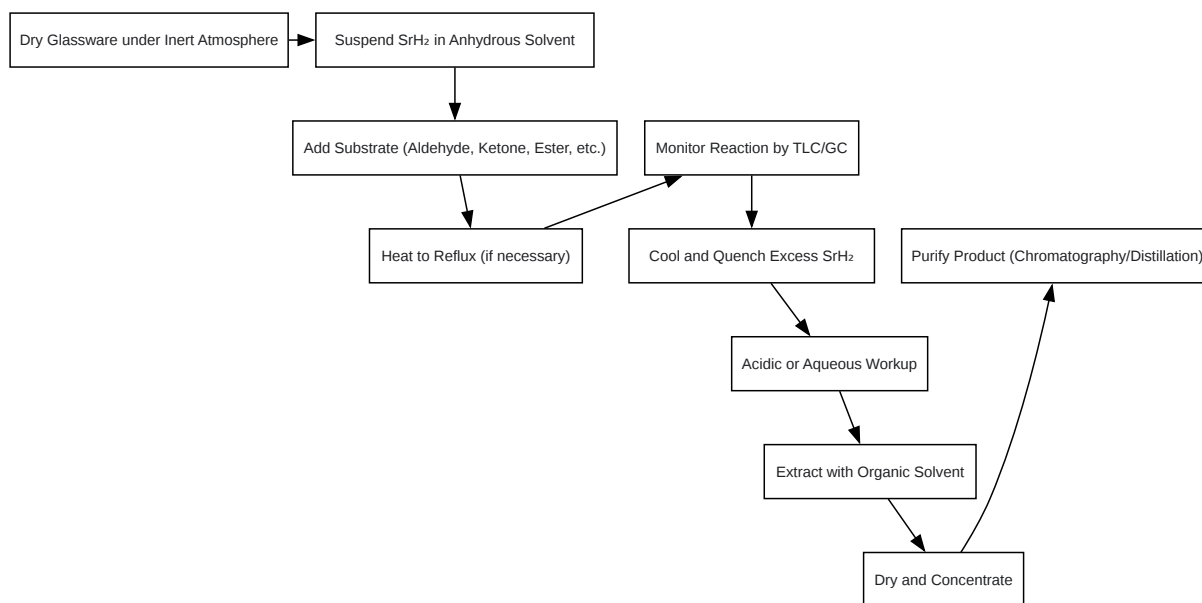 Dry Glassware under Inert Atmosphere
Suspend SrH₂ in Anhydrous Solvent
Add Substrate (Aldehyde, Ketone, Ester, etc.)
Monitor Reaction by TLC/GC
Heat to Reflux (if necessary)
Cool and Quench Excess SrH₂
Purify Product (Chromatography/Distillation)
Acidic or Aqueous Workup
Extract with Organic Solvent
Dry and Concentrate